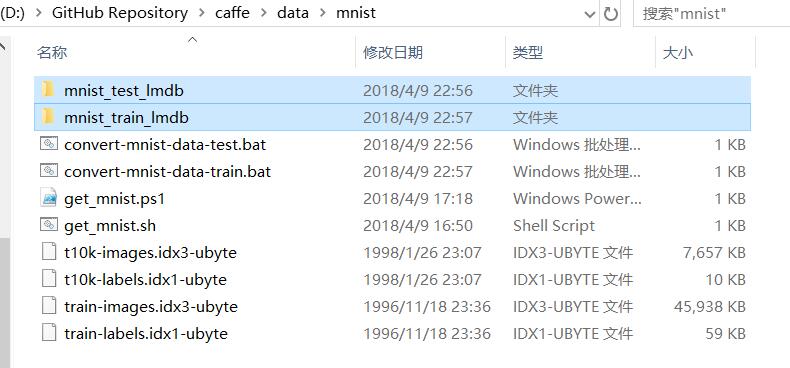 (D:) > GitHub Repository > caffe > data > mnist 搜索"mnist"
名称 修改日期 类型 大小
mnist_test_lmdb 2018/4/9 22:56 文件夹
mnist_train_lmdb 2018/4/9 22:57 文件夹
convert-mnist-data-test.bat 2018/4/9 22:56 Windows 批处理... 1 KB
convert-mnist-data-train.bat 2018/4/9 22:57 Windows 批处理... 1 KB
get_mnist.ps1 2018/4/9 17:18 Windows Power... 1 KB
get_mnist.sh 2018/4/9 16:50 Shell Script 1 KB
t10k-images.idx3-ubyte 1998/1/26 23:07 IDX3-UBYTE 文件 7,657 KB
t10k-labels.idx1-ubyte 1998/1/26 23:07 IDX1-UBYTE 文件 10 KB
train-images.idx3-ubyte 1996/11/18 23:36 IDX3-UBYTE 文件 45,938 KB
train-labels.idx1-ubyte 1996/11/18 23:36 IDX1-UBYTE 文件 59 KB